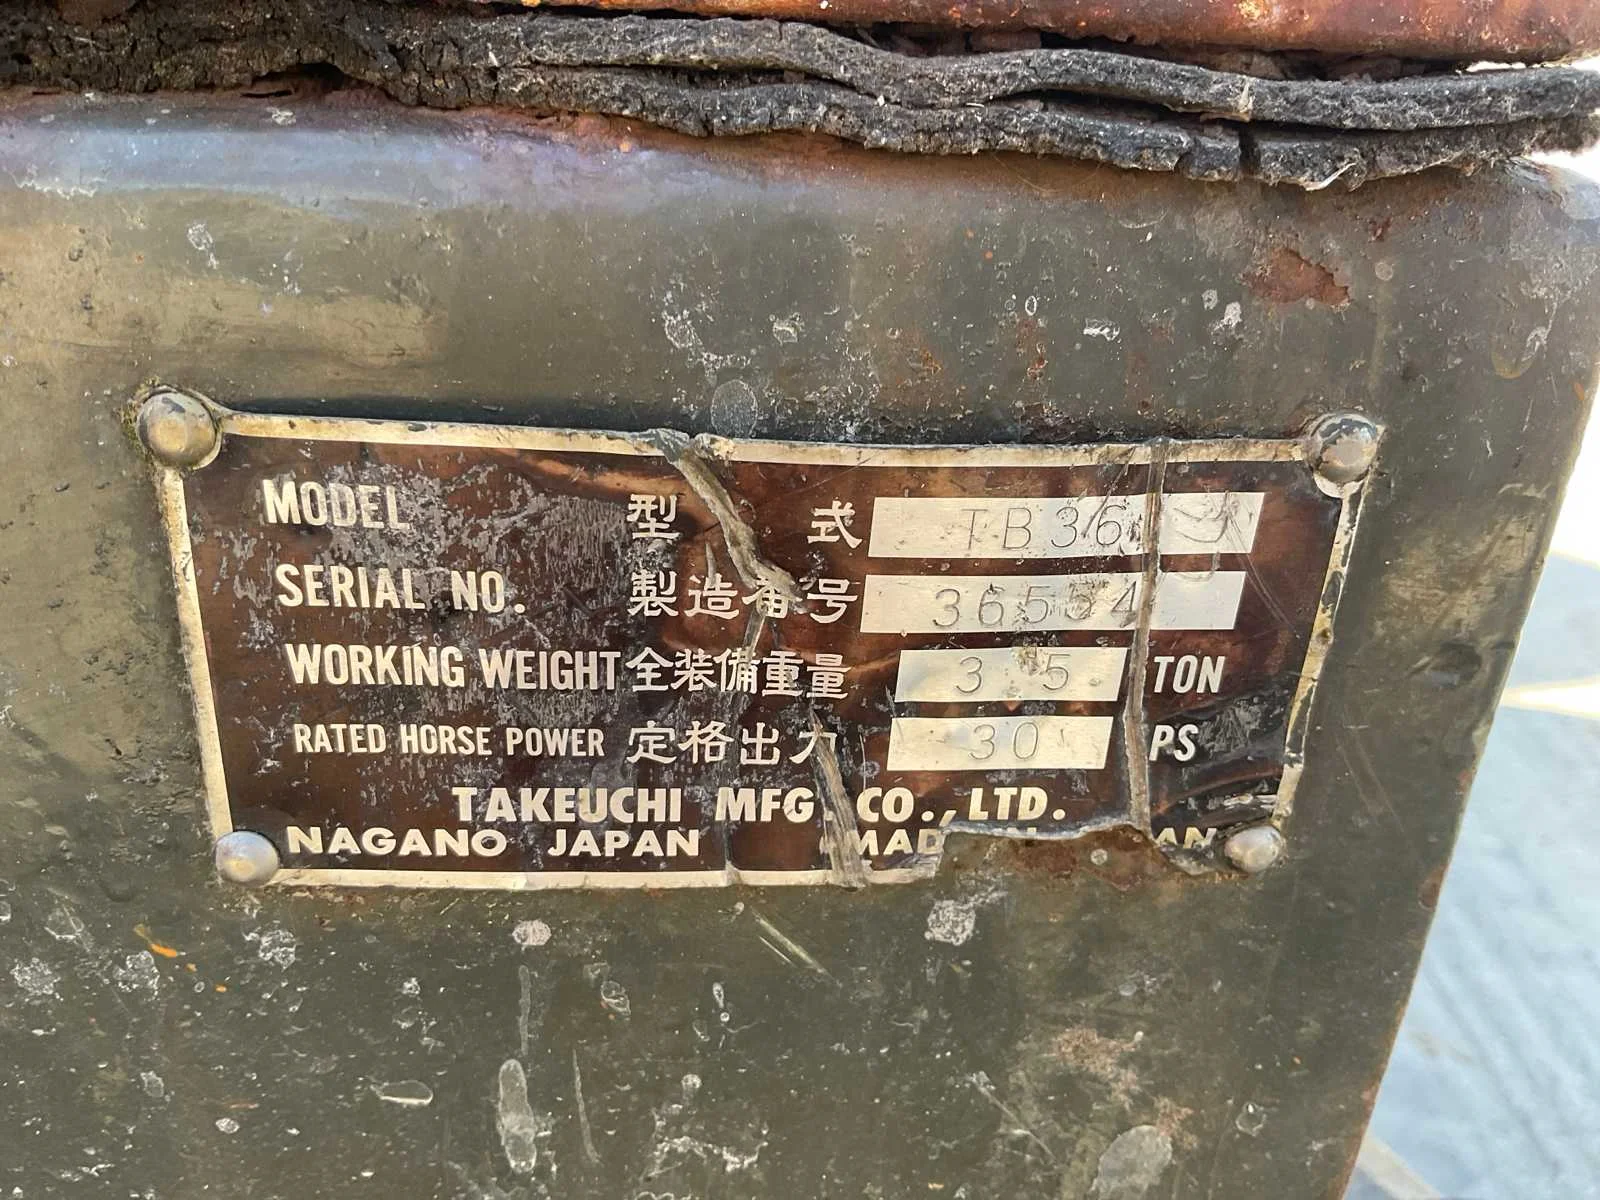 MODEL 型 式 TB36
SERIAL NO. 製造番号 36554
WORKING WEIGHT 全装備重量 3.5 TON
RATED HORSE POWER 定格出力 30 PS
TAKEUCHI MFG. CO., LTD.
NAGANO JAPAN